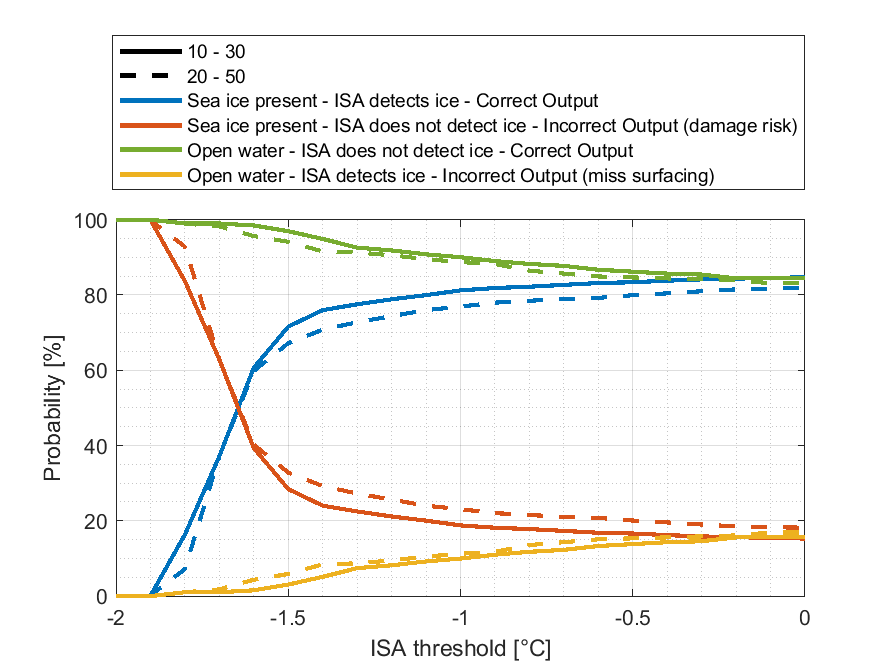 10 - 30
20 - 50
Sea ice present - ISA detects ice - Correct Output
Sea ice present - ISA does not detect ice - Incorrect Output (damage risk)
Open water - ISA does not detect ice - Correct Output
Open water - ISA detects ice - Incorrect Output (miss surfacing)
100
80
60
40
20
0
Probability [%]
-2 -1.5 -1 -0.5 0
ISA threshold [°C]